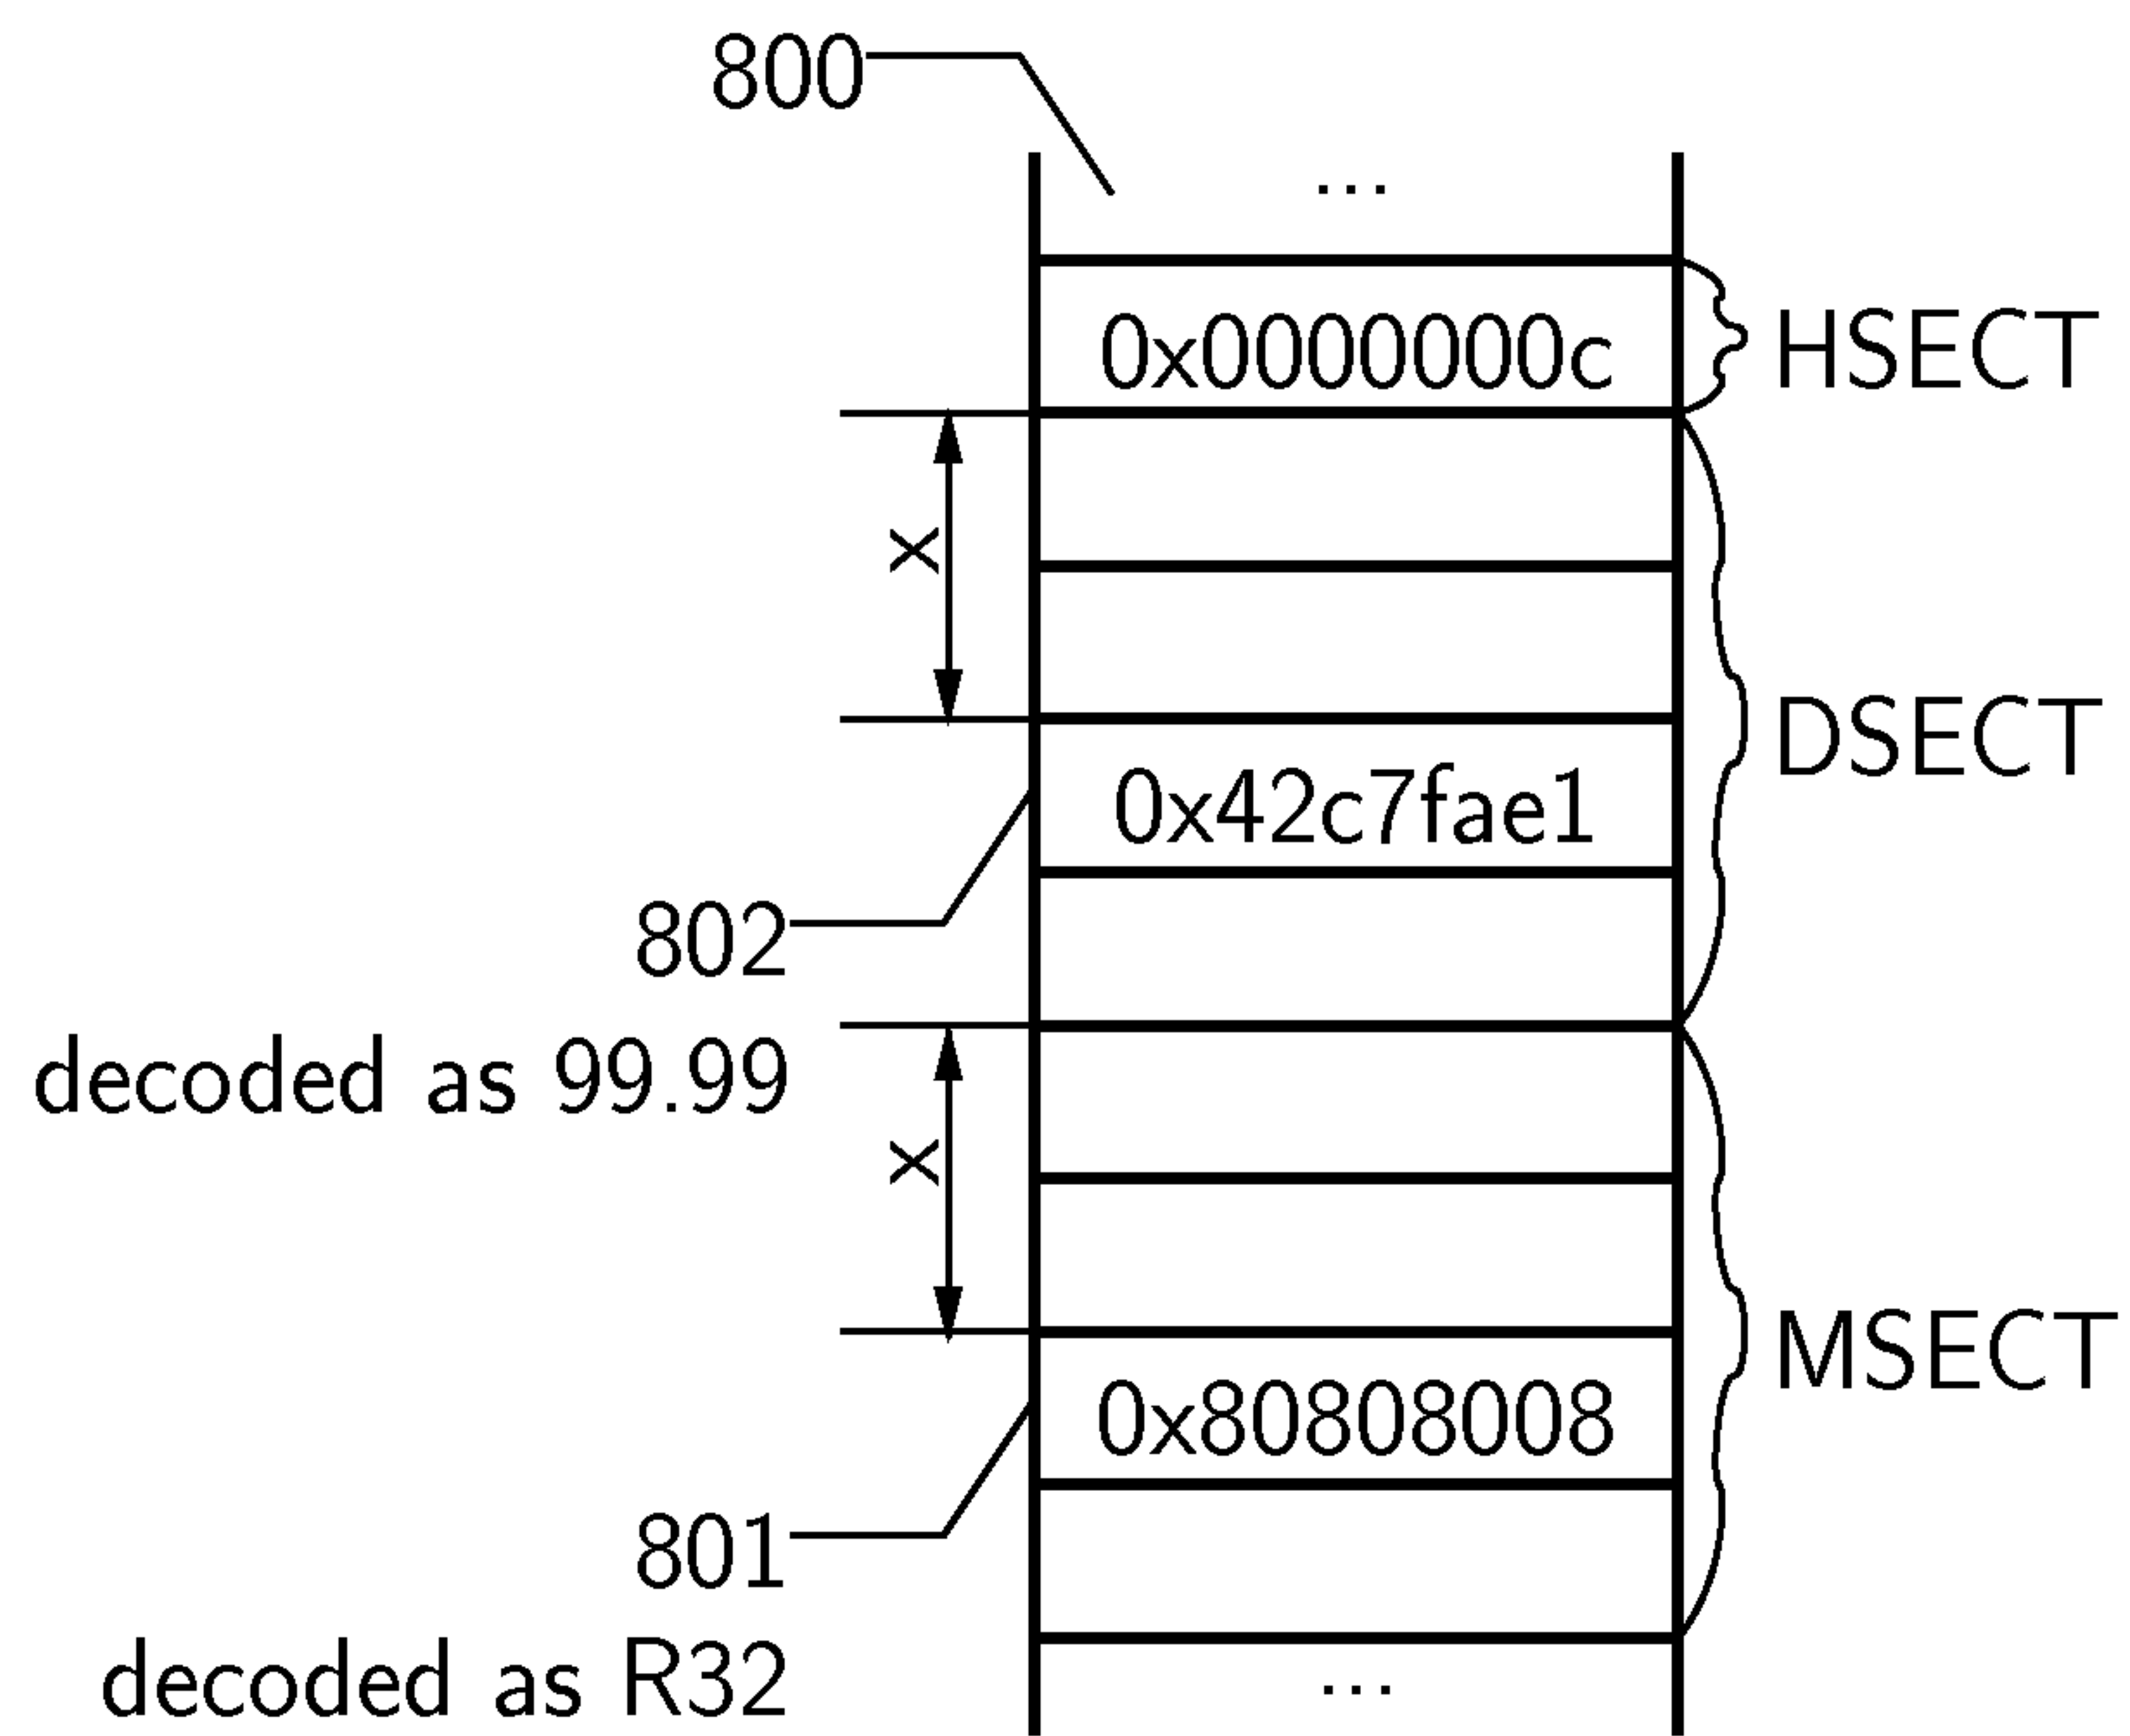 800
...
0x0000000c
HSECT
x
DSECT
0x42c7fae1
802
decoded as 99.99
x
MSECT
0x80808008
801
decoded as R32
...